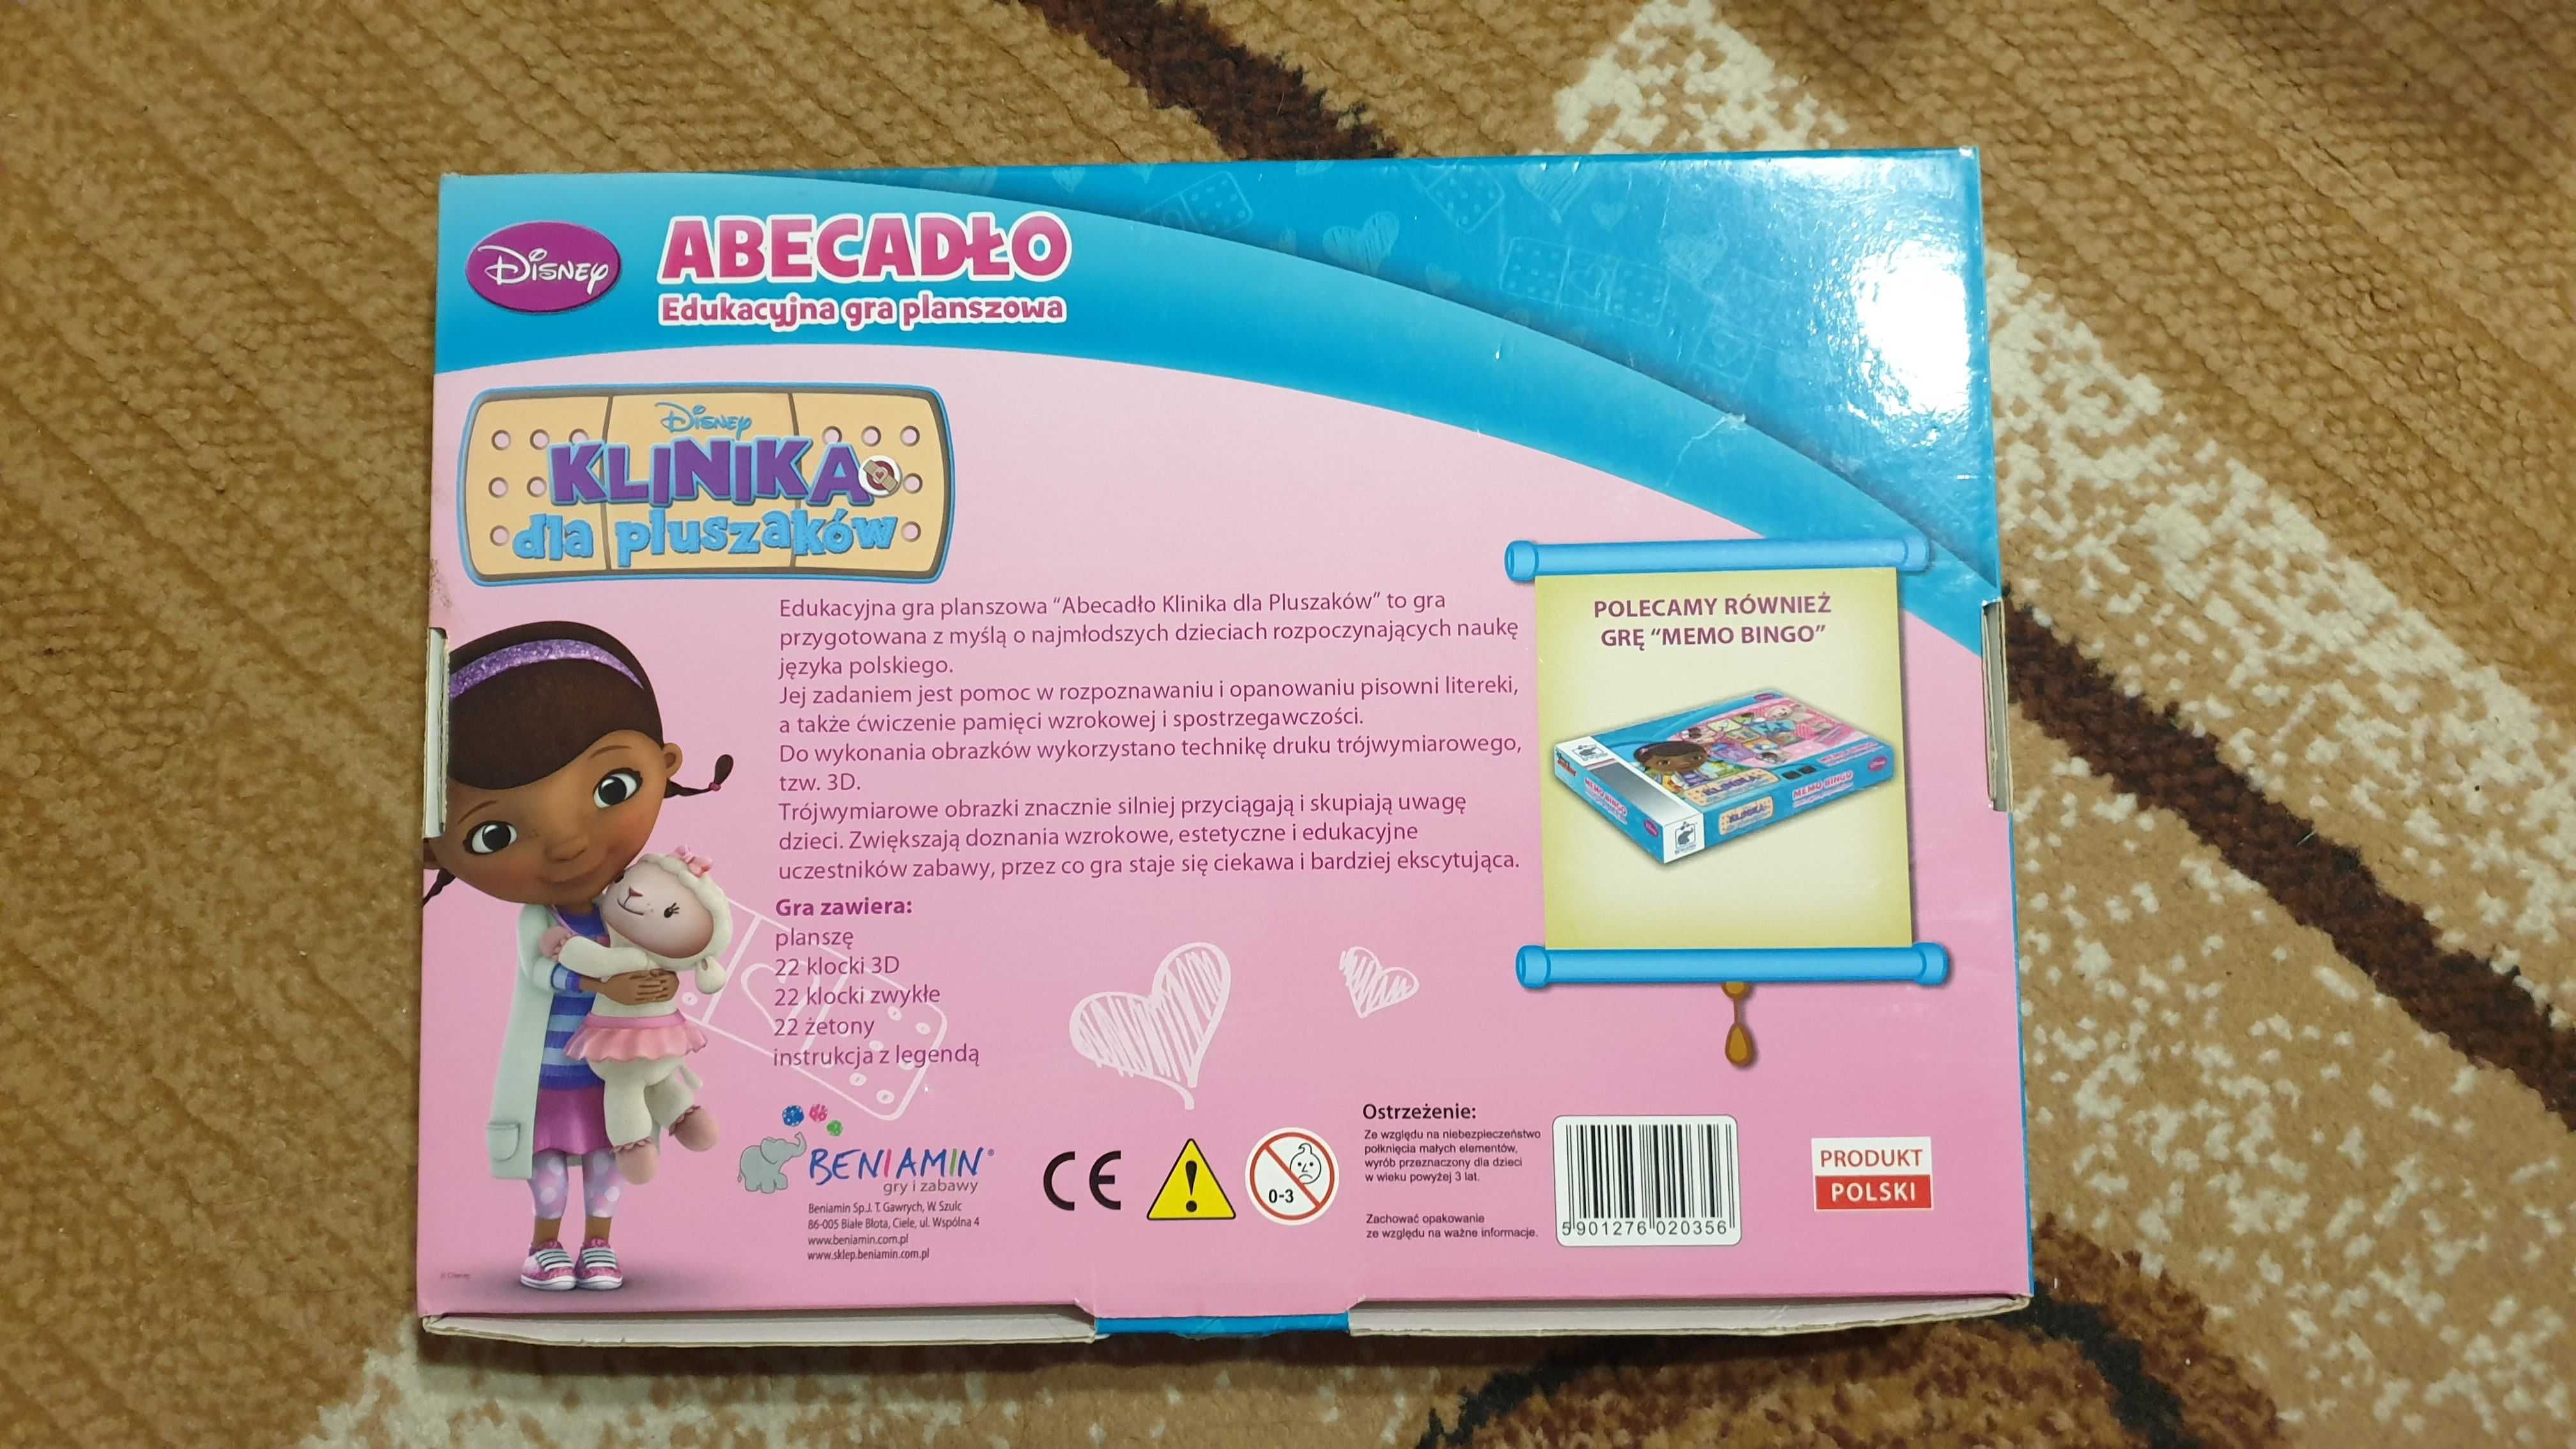 Disney
ABECADŁO
Edukacyjna gra planszowa
Disney
KLINIKA
dla pluszaków
Edukacyjna gra planszowa “Abecadło Klinika dla Pluszaków” to gra
przygotowana z myślą o najmłodszych dzieciach rozpoczynających naukę
języka polskiego.
Jej zadaniem jest pomoc w rozpoznawaniu i opanowaniu pisowni litereki,
a także ćwiczenie pamięci wzrokowej i spostrzegawczości.
Do wykonania obrazków wykorzystano technikę druku trójwymiarowego,
tzw. 3D.
Trójwymiarowe obrazki znacznie silniej przyciągają i skupiają uwagę
dzieci. Zwiększają doznania wzrokowe, estetyczne i edukacyjne
uczestników zabawy, przez co gra staje się ciekawa i bardziej ekscytująca.
Gra zawiera:
planszę
22 klocki 3D
22 klocki zwykłe
22 żetony
instrukcja z legendą
POLECAMY RÓWNIEŻ
GRĘ “MEMO BINGO”
MEMO BINGO
MEMO BINGO
BENIAMIN®
gry i zabawy
Beniamin Sp.J. T. Gawrych, W Szulc
86-005 Białe Błota, Ciele, ul. Wspólna 4
www.beniamin.com.pl
www.sklep.beniamin.com.pl
CE
0-3
Ostrzeżenie:
Ze względu na niebezpieczeństwo
połknięcia małych elementów,
wyrób przeznaczony dla dzieci
w wieku powyżej 3 lat.
Zachować opakowanie
ze względu na ważne informacje.
5901276020356
PRODUKT
POLSKI
© Disney